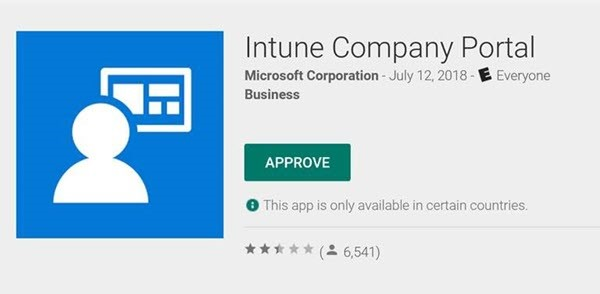 Intune Company Portal
Microsoft Corporation - July 12, 2018 - E Everyone
Business
APPROVE
This app is only available in certain countries.
(6,541)